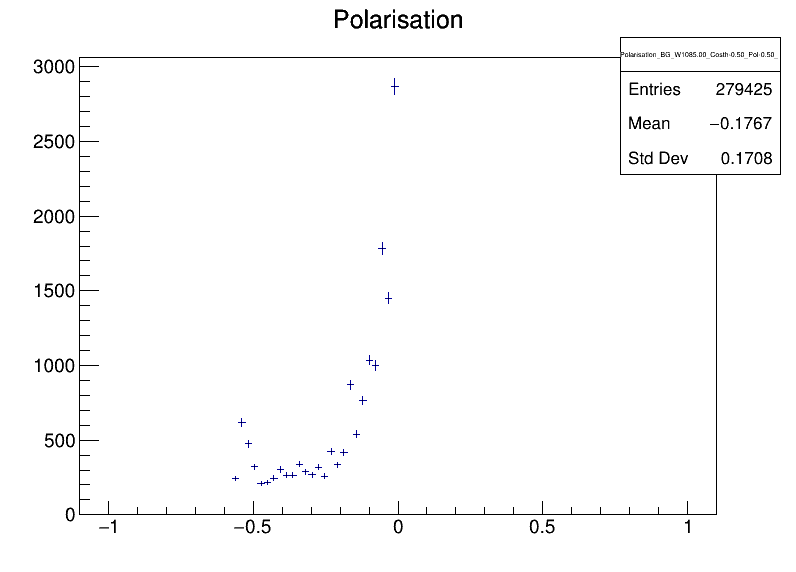 Polarisation
Polarisation_BG_W1085.00_Costh-0.50_Pol-0.50_
Entries 279425
Mean −0.1767
Std Dev 0.1708
3000
2500
2000
1500
1000
500
0
−1 −0.5 0 0.5 1